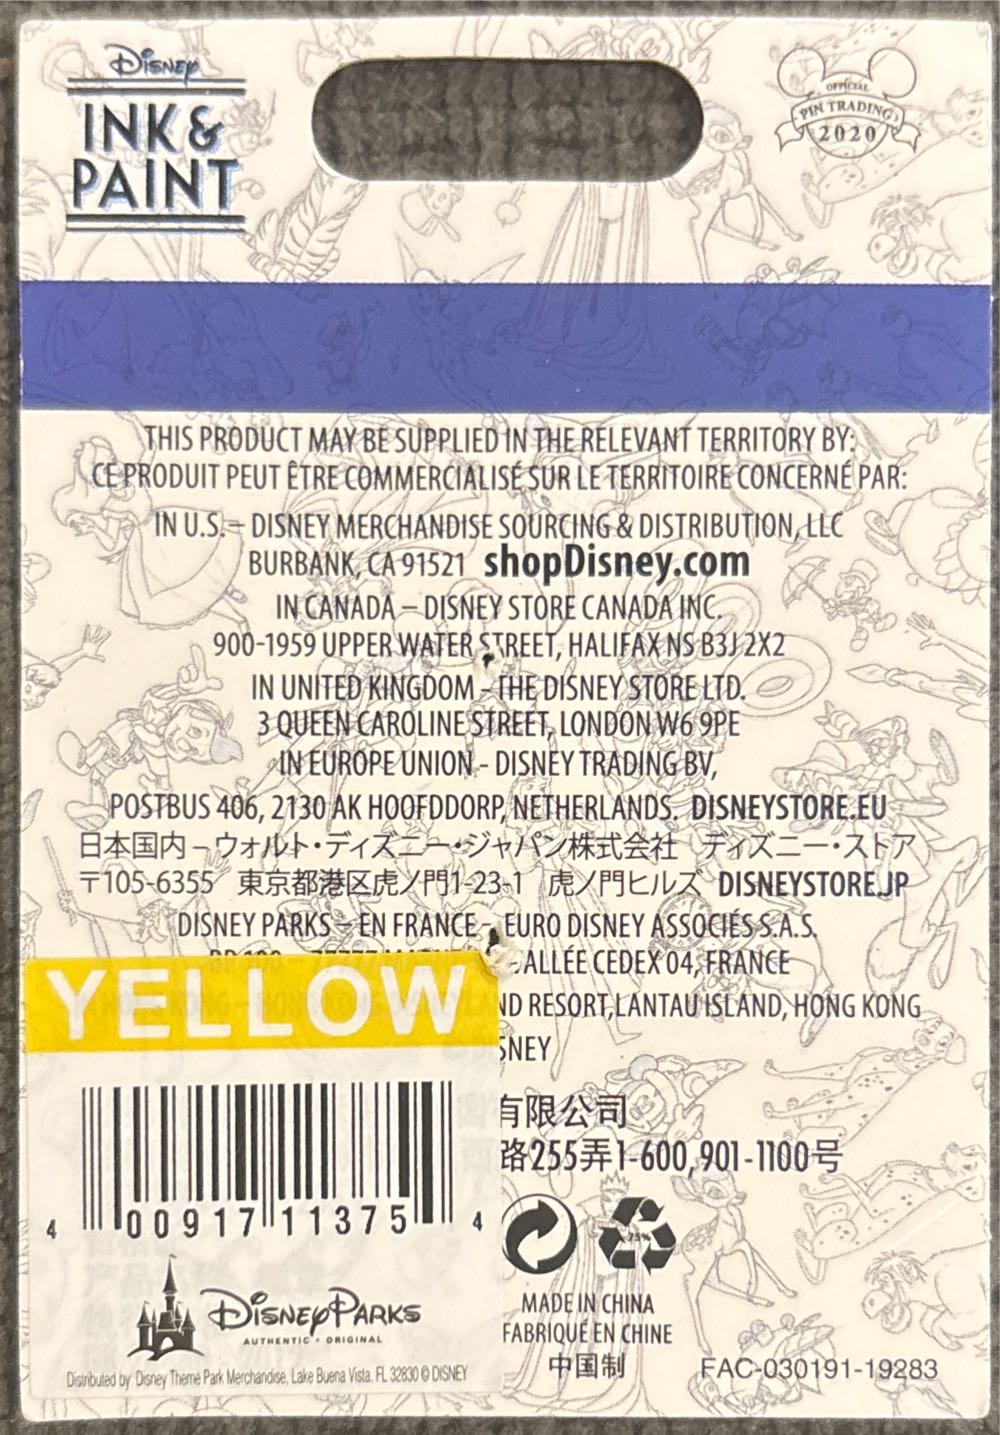 Disney
INK &
PAINT
OFFICIAL
PIN TRADING
2020
THIS PRODUCT MAY BE SUPPLIED IN THE RELEVANT TERRITORY BY:
CE PRODUIT PEUT ÊTRE COMMERCIALISÉ SUR LE TERRITOIRE CONCERNÉ PAR:
IN U.S. – DISNEY MERCHANDISE SOURCING & DISTRIBUTION, LLC
BURBANK, CA 91521 shopDisney.com
IN CANADA – DISNEY STORE CANADA INC.
900-1959 UPPER WATER STREET, HALIFAX NS B3J 2X2
IN UNITED KINGDOM – THE DISNEY STORE LTD.
3 QUEEN CAROLINE STREET, LONDON W6 9PE
IN EUROPE UNION - DISNEY TRADING BV,
POSTBUS 406, 2130 AK HOOFDDORP, NETHERLANDS. DISNEYSTORE.EU
日本国内 – ウォルト・ディズニー・ジャパン株式会社 ディズニー・ストア
〒105-6355 東京都港区虎ノ門1-23-1 虎ノ門ヒルズ DISNEYSTORE.JP
DISNEY PARKS – EN FRANCE - EURO DISNEY ASSOCIÉS S.A.S.
ALLÉE CEDEX 04, FRANCE
ND RESORT, LANTAU ISLAND, HONG KONG
SNEY
有限公司
路255弄1-600,901-1100号
YELLOW
4 00917 11375 4
Disney Parks
AUTHENTIC • ORIGINAL
Distributed by Disney Theme Park Merchandise, Lake Buena Vista. FL 32830 © DISNEY
75%
MADE IN CHINA
FABRIQUÉ EN CHINE
中国制
FAC-030191-19283